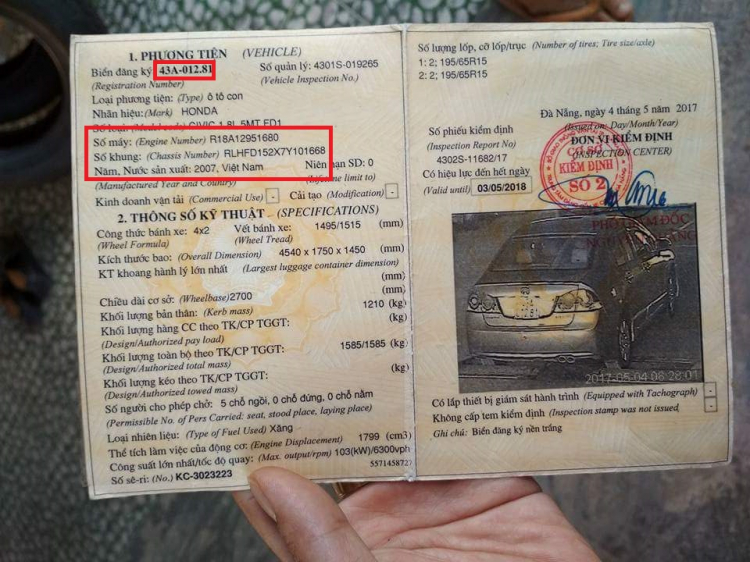 1. PHƯƠNG TIỆN (VEHICLE)
Biển đăng ký: 43A-012.81 Số quản lý: 4301S-019265
(Registration Number) (Vehicle Inspection No.)
Loại phương tiện: (Type) ô tô con
Nhãn hiệu: (Mark) HONDA
Số loại: CIVIC 1.8L 5MT FD1
Số máy: (Engine Number) R18A12951680
Số khung: (Chassis Number) RLHFD152X7Y101668
Năm, Nước sản xuất: 2007, Việt Nam Niên hạn SD: 0
(Manufactured Year and Country) (Lifetime limit to)
Kinh doanh vận tải (Commercial Use) - Cải tạo (Modification) -
2. THÔNG SỐ KỸ THUẬT (SPECIFICATIONS)
Công thức bánh xe: 4x2 Vết bánh xe: 1495/1515 (mm)
(Wheel Formula) (Wheel Tread)
Kích thước bao: (Overall Dimension) 4540 x 1750 x 1450 (mm)
KT khoang hành lý lớn nhất (Largest luggage container dimension)
(mm)
Chiều dài cơ sở: (Wheelbase) 2700 (mm)
Khối lượng bản thân: (Kerb mass) 1210 (kg)
Khối lượng hàng CC theo TK/CP TGGT: (kg)
(Design/Authorized pay load)
Khối lượng toàn bộ theo TK/CP TGGT: 1585/1585 (kg)
(Design/Authorized total mass)
Khối lượng kéo theo TK/CP TGGT: (kg)
(Design/Authorized towed mass)
Số người cho phép chở: 5 chỗ ngồi, 0 chỗ đứng, 0 chỗ nằm
(Permissible No. of Pers Carried: seat, stood place, laying place)
Loại nhiên liệu: (Type of Fuel Used) Xăng
Thể tích làm việc của động cơ: (Engine Displacement) 1799 (cm3)
Công suất lớn nhất/tốc độ quay: (Max. output/rpm) 103(kW)/6300vph
5571458727
Số sê-ri: (No.) KC-3023223
Số lượng lốp, cỡ lốp/trục (Number of tires; Tire size/axle)
1: 2; 195/65R15
2: 2; 195/65R15
Đà Nẵng, ngày 4 tháng 5 năm 2017
(Issued on: Day/Month/Year)
Số phiếu kiểm định ĐƠN VỊ KIỂM ĐỊNH
(Inspection Report No) (INSPECTION CENTER)
4302S-11682/17
Có hiệu lực đến hết ngày
(Valid until) 03/05/2018
CƠ SỞ
KIỂM ĐỊNH
SỐ 2
PHÓ GIÁM ĐỐC
2017-05-04 08:28:01
Có lắp thiết bị giám sát hành trình (Equipped with Tachograph) -
Không cấp tem kiểm định (Inspection stamp was not issued) -
Ghi chú: Biển đăng ký nền trắng